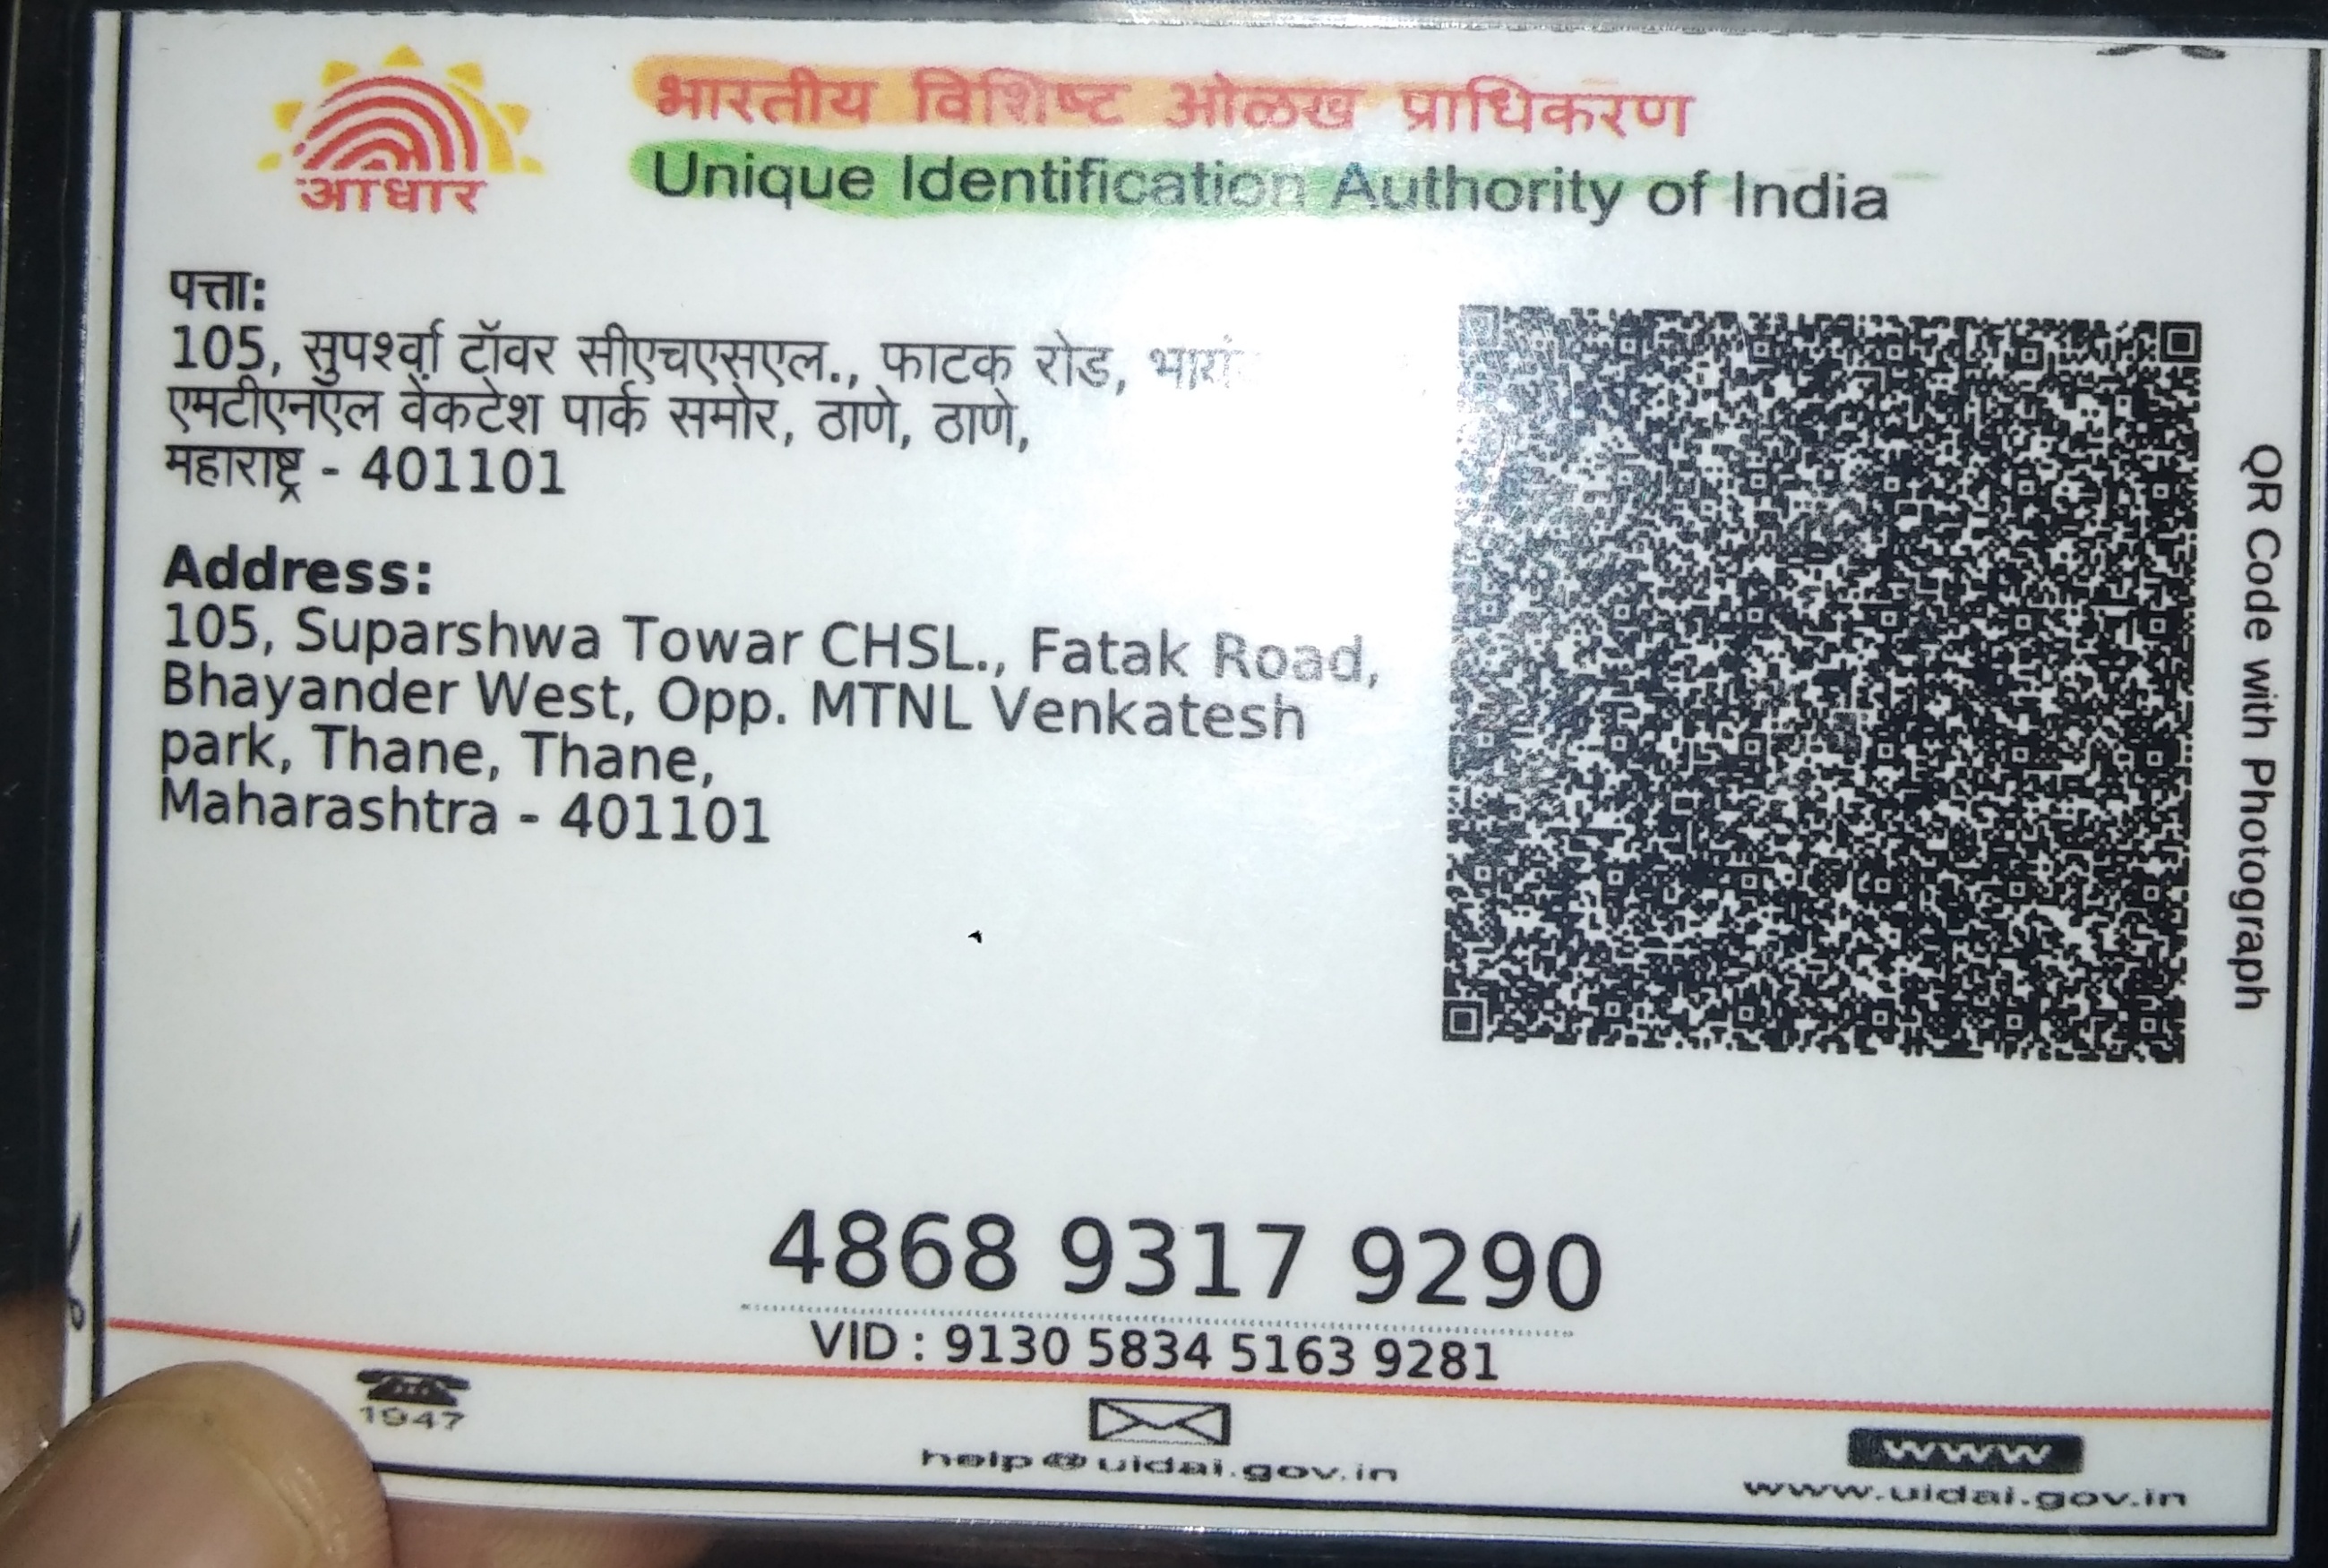 आधार
भारतीय विशिष्ट ओळख प्राधिकरण
Unique Identification Authority of India
पत्ता:
105, सुपर्श्वा टॉवर सीएचएसएल., फाटक रोड,
एमटीएनएल वेंकटेश पार्क समोर, ठाणे, ठाणे,
महाराष्ट्र - 401101
Address:
105, Suparshwa Towar CHSL., Fatak Road,
Bhayander West, Opp. MTNL Venkatesh
park, Thane, Thane,
Maharashtra - 401101
QR Code with Photograph
4868 9317 9290
VID : 9130 5834 5163 9281
1947
help@uidai.gov.in
www
www.uidai.gov.in